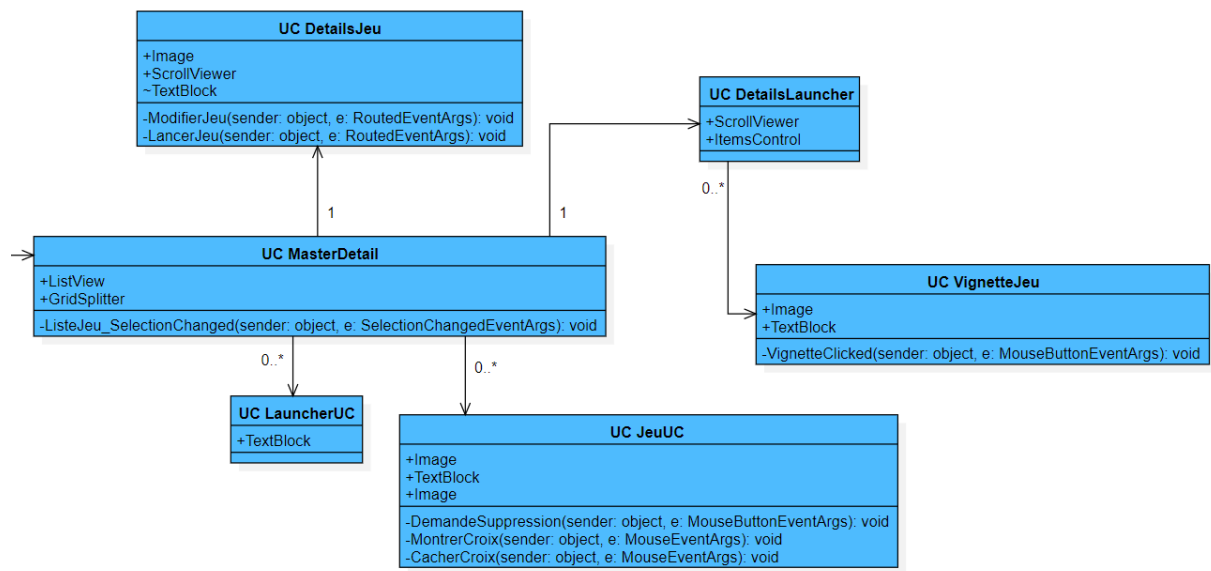 UC DetailsJeu
+Image
+ScrollViewer
~TextBlock
-ModifierJeu(sender: object, e: RoutedEventArgs): void
-LancerJeu(sender: object, e: RoutedEventArgs): void
UC DetailsLauncher
+ScrollViewer
+ItemsControl
0..*
1
1
UC MasterDetail
+ListView
+GridSplitter
-ListeJeu_SelectionChanged(sender: object, e: SelectionChangedEventArgs): void
UC VignetteJeu
+Image
+TextBlock
-VignetteClicked(sender: object, e: MouseButtonEventArgs): void
0..*
0..*
UC LauncherUC
+TextBlock
UC JeuUC
+Image
+TextBlock
+Image
-DemandeSuppression(sender: object, e: MouseButtonEventArgs): void
-MontrerCroix(sender: object, e: MouseEventArgs): void
-CacherCroix(sender: object, e: MouseEventArgs): void